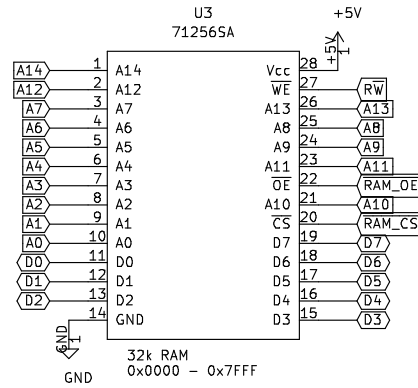 U3
71256SA
+5V
+5V
1
A14 1 A14 Vcc 28
A12 2 A12 WE 27 RW
A7 3 A7 A13 26 A13
A6 4 A6 A8 25 A8
A5 5 A5 A9 24 A9
A4 6 A4 A11 23 A11
A3 7 A3 OE 22 RAM_OE
A2 8 A2 A10 21 A10
A1 9 A1 CS 20 RAM_CS
A0 10 A0 D7 19 D7
D0 11 D0 D6 18 D6
D1 12 D1 D5 17 D5
D2 13 D2 D4 16 D4
14 GND D3 15 D3
GND
1
GND
32k RAM
0x0000 - 0x7FFF